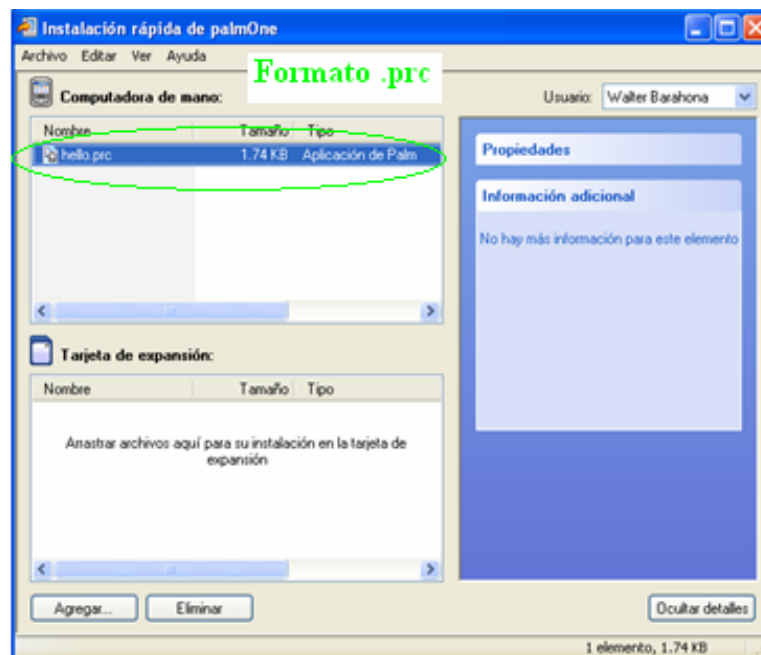 Instalación rápida de palmOne
Archivo Editar Ver Ayuda
Formato .prc
Computadora de mano:
Usuario: Walter Barahona
Nombre Tamaño Tipo
hello.prc 1.74 KB Aplicación de Palm
Propiedades
Información adicional
No hay más información para este elemento
Tarjeta de expansión:
Nombre Tamaño Tipo
Arrastrar archivos aquí para su instalación en la tarjeta de
expansión
Agregar... Eliminar
Ocultar detalles
1 elemento, 1.74 KB